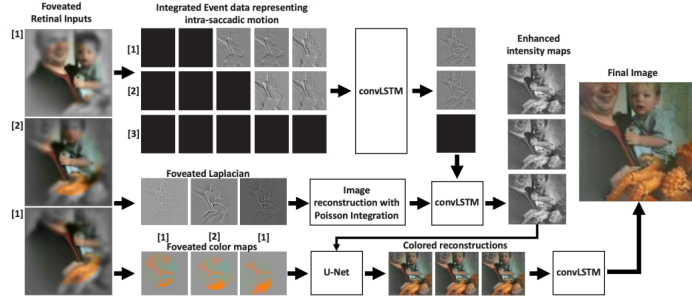 Foveated
Retinal Inputs
[1]
[2]
[1]
Integrated Event data representing
intra-saccadic motion
[1]
[2]
[3]
convLSTM
Foveated Laplacian
Image
reconstruction with
Poisson Integration
convLSTM
[1] [2] [1]
Foveated color maps
U-Net
Colored reconstructions
convLSTM
Enhanced
intensity maps
Final Image